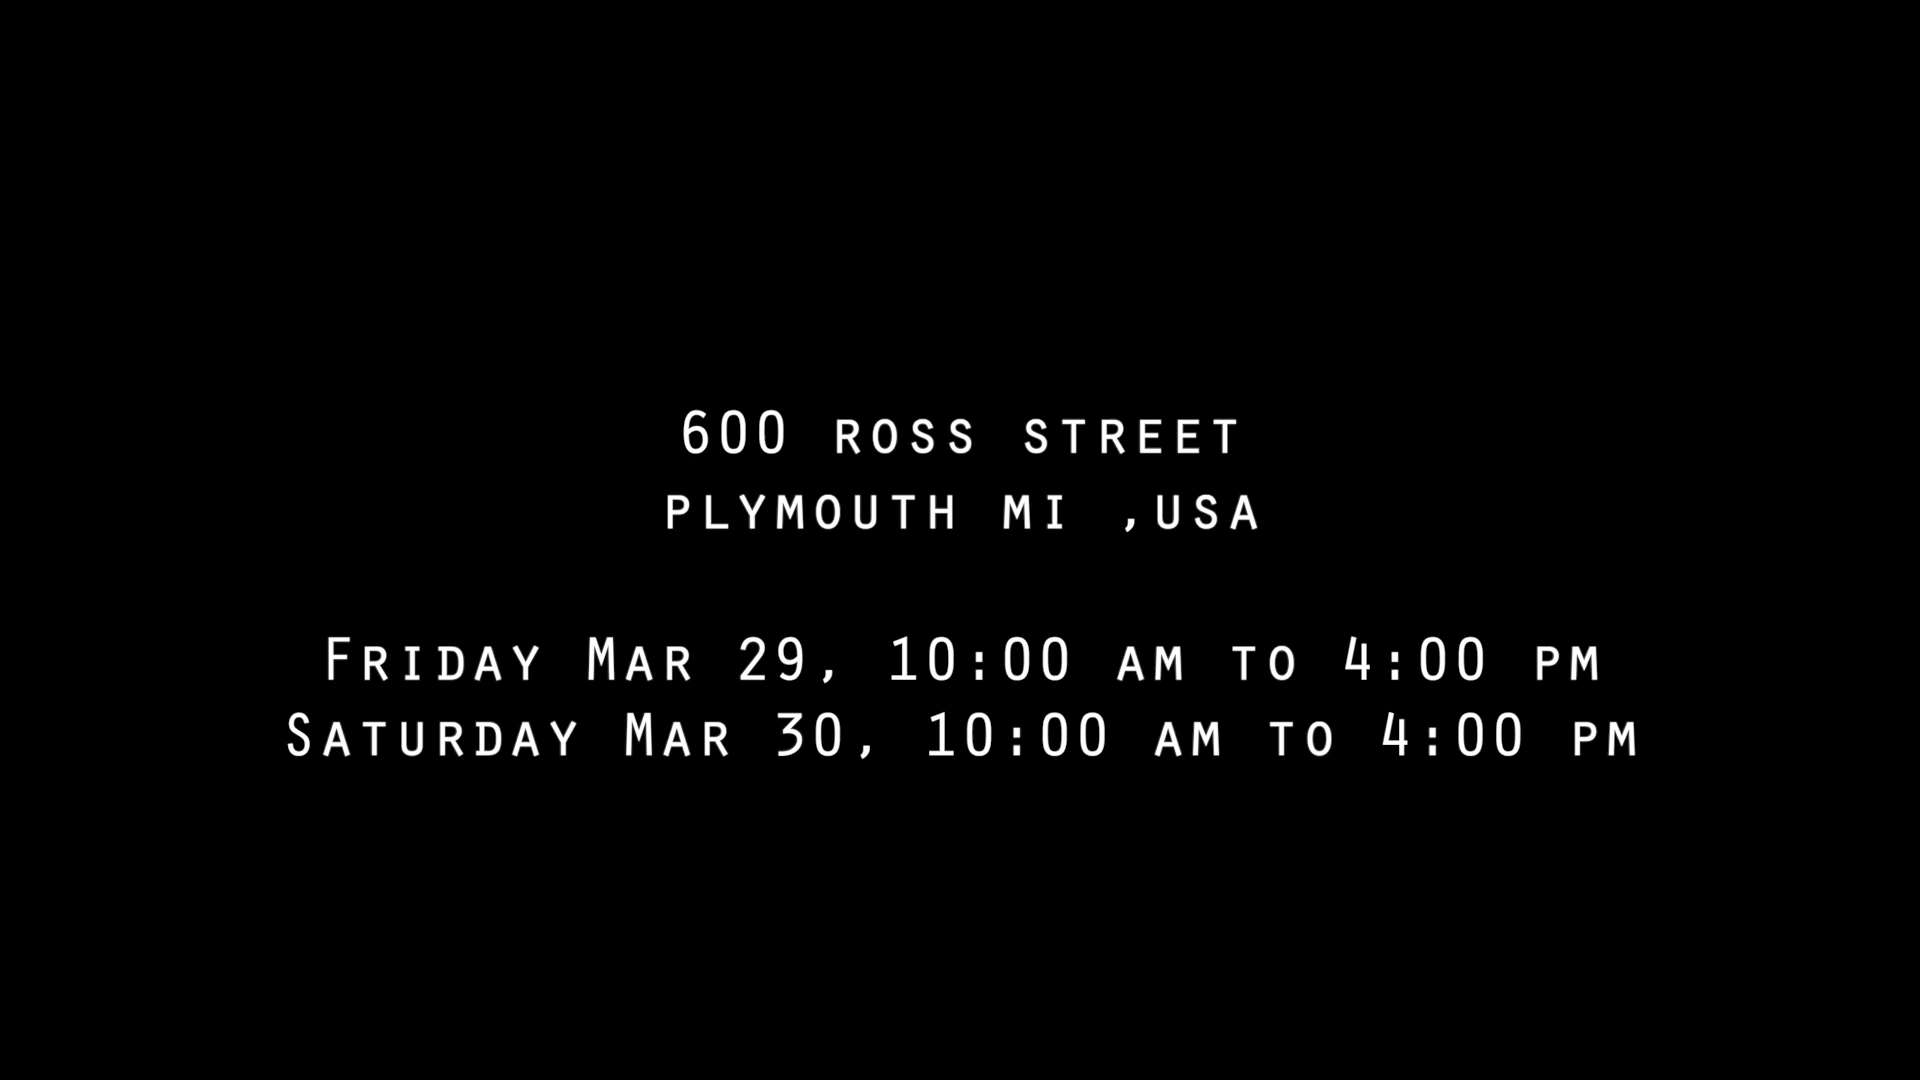 600 ROSS STREET
PLYMOUTH MI ,USA
FRIDAY MAR 29, 10:00 AM TO 4:00 PM
SATURDAY MAR 30, 10:00 AM TO 4:00 PM